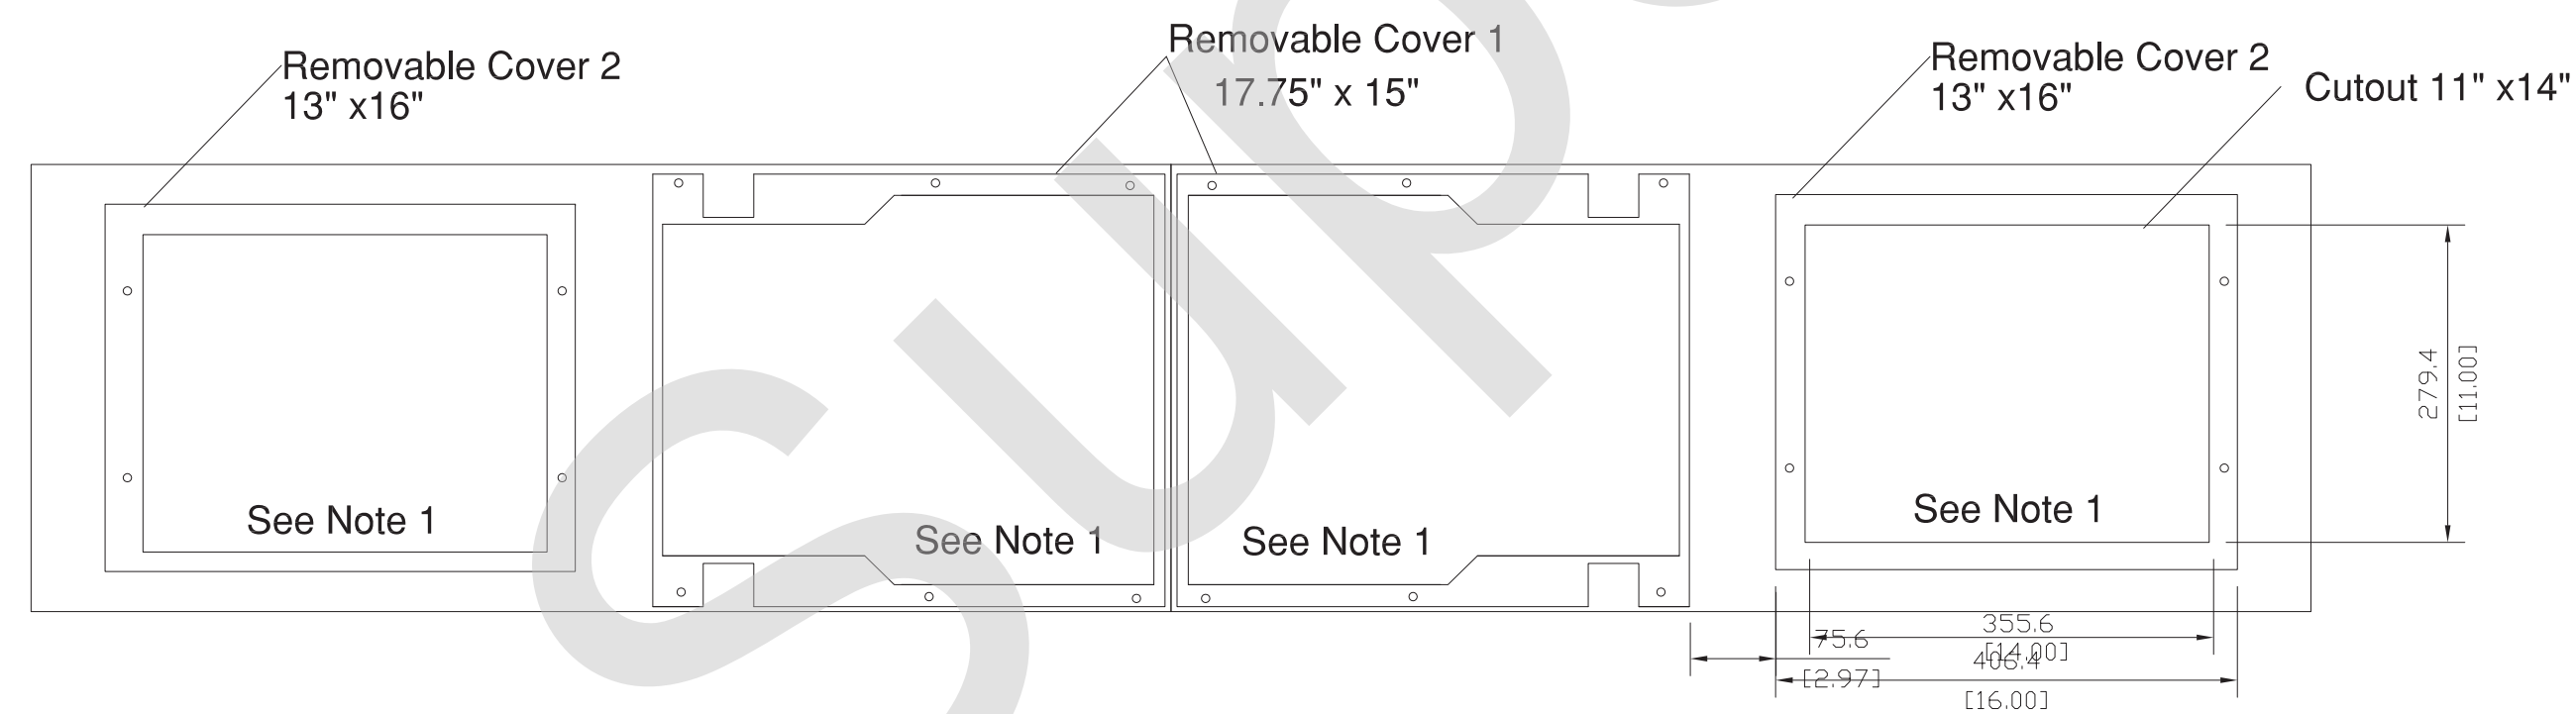 Removable Cover 2
13" x16"
Removable Cover 1
17.75" x 15"
Removable Cover 2
13" x16"
Cutout 11" x14"
See Note 1
See Note 1
See Note 1
See Note 1
279.4
[11.00]
355.6
[14.00]
75.6
[2.97]
406.4
[16.00]
Sup